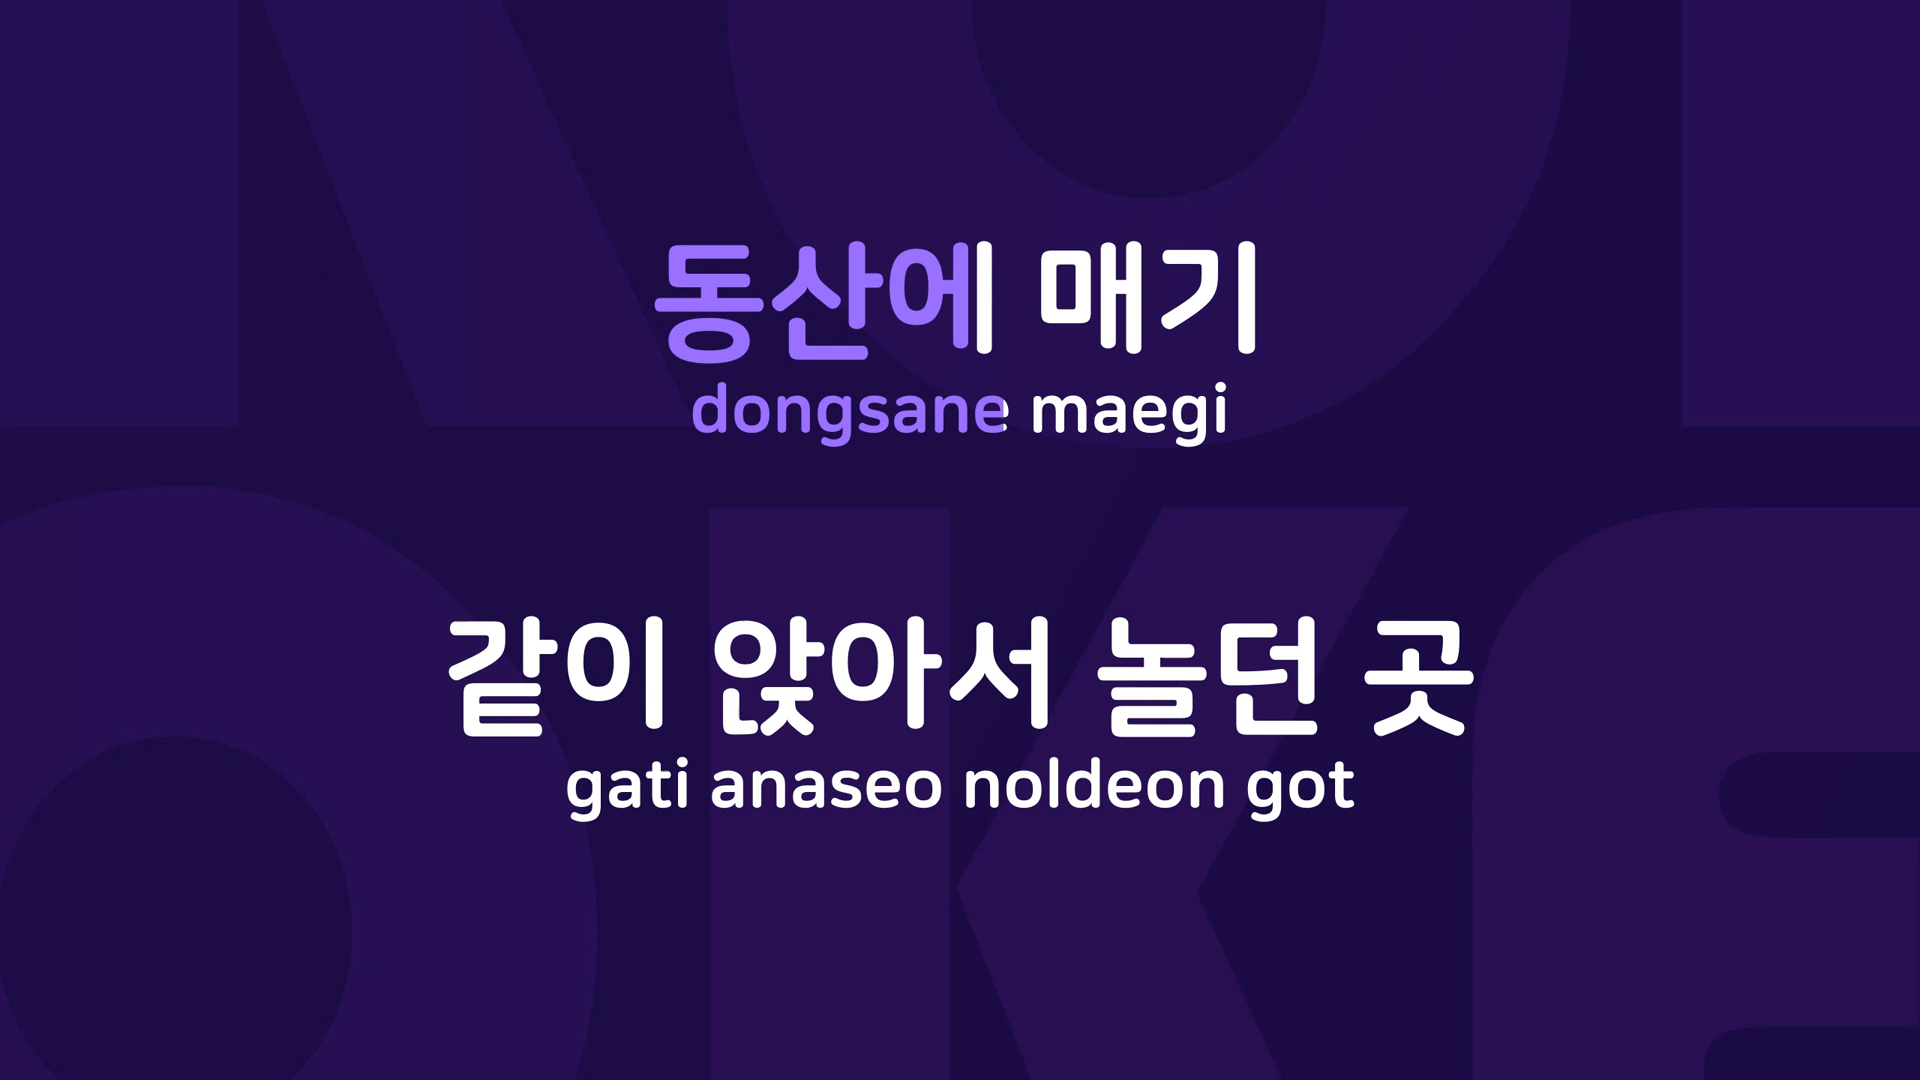 동산에 매기
dongsane maegi
같이 앉아서 놀던 곳
gati anaseo noldeon got